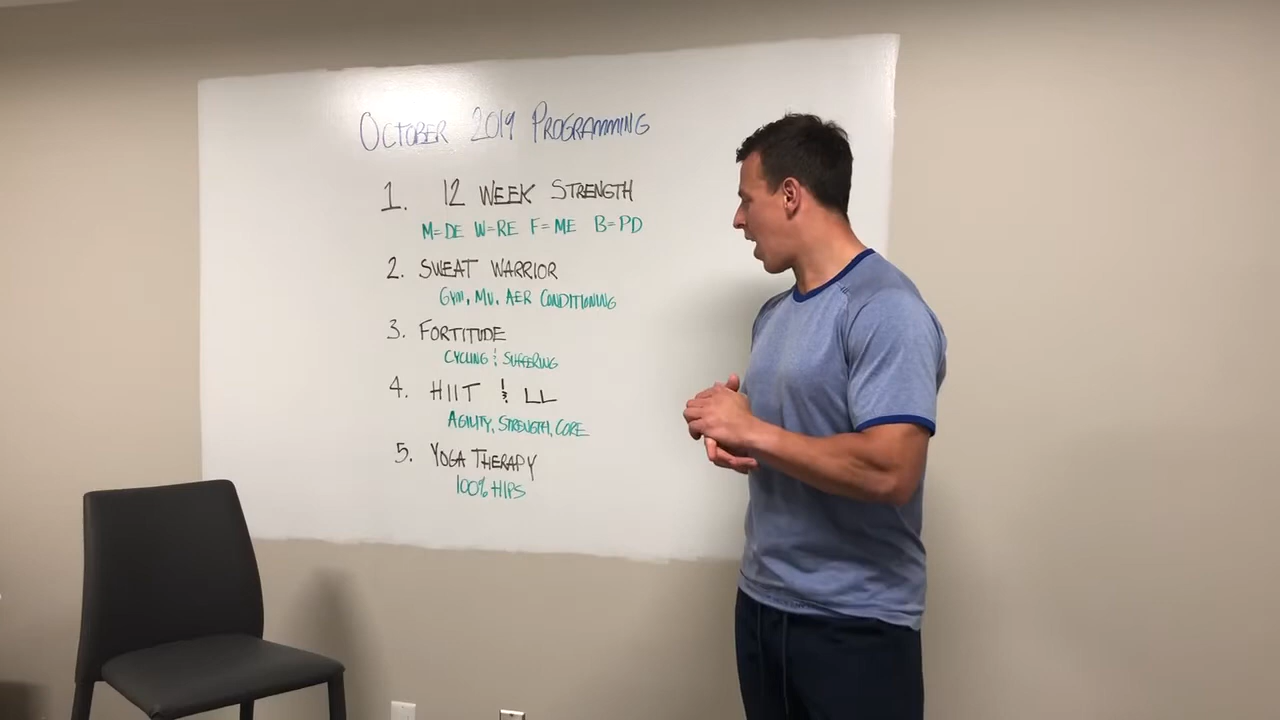 October 2019 Programming
1. 12 Week Strength
M=DE W=RE F=ME B=PD
2. Sweat Warrior
Gym, Mv. Aer Conditioning
3. Fortitude
Cycling & Suffering
4. HIIT & LL
Agility, Strength, Core
5. Yoga Therapy
100% Hips